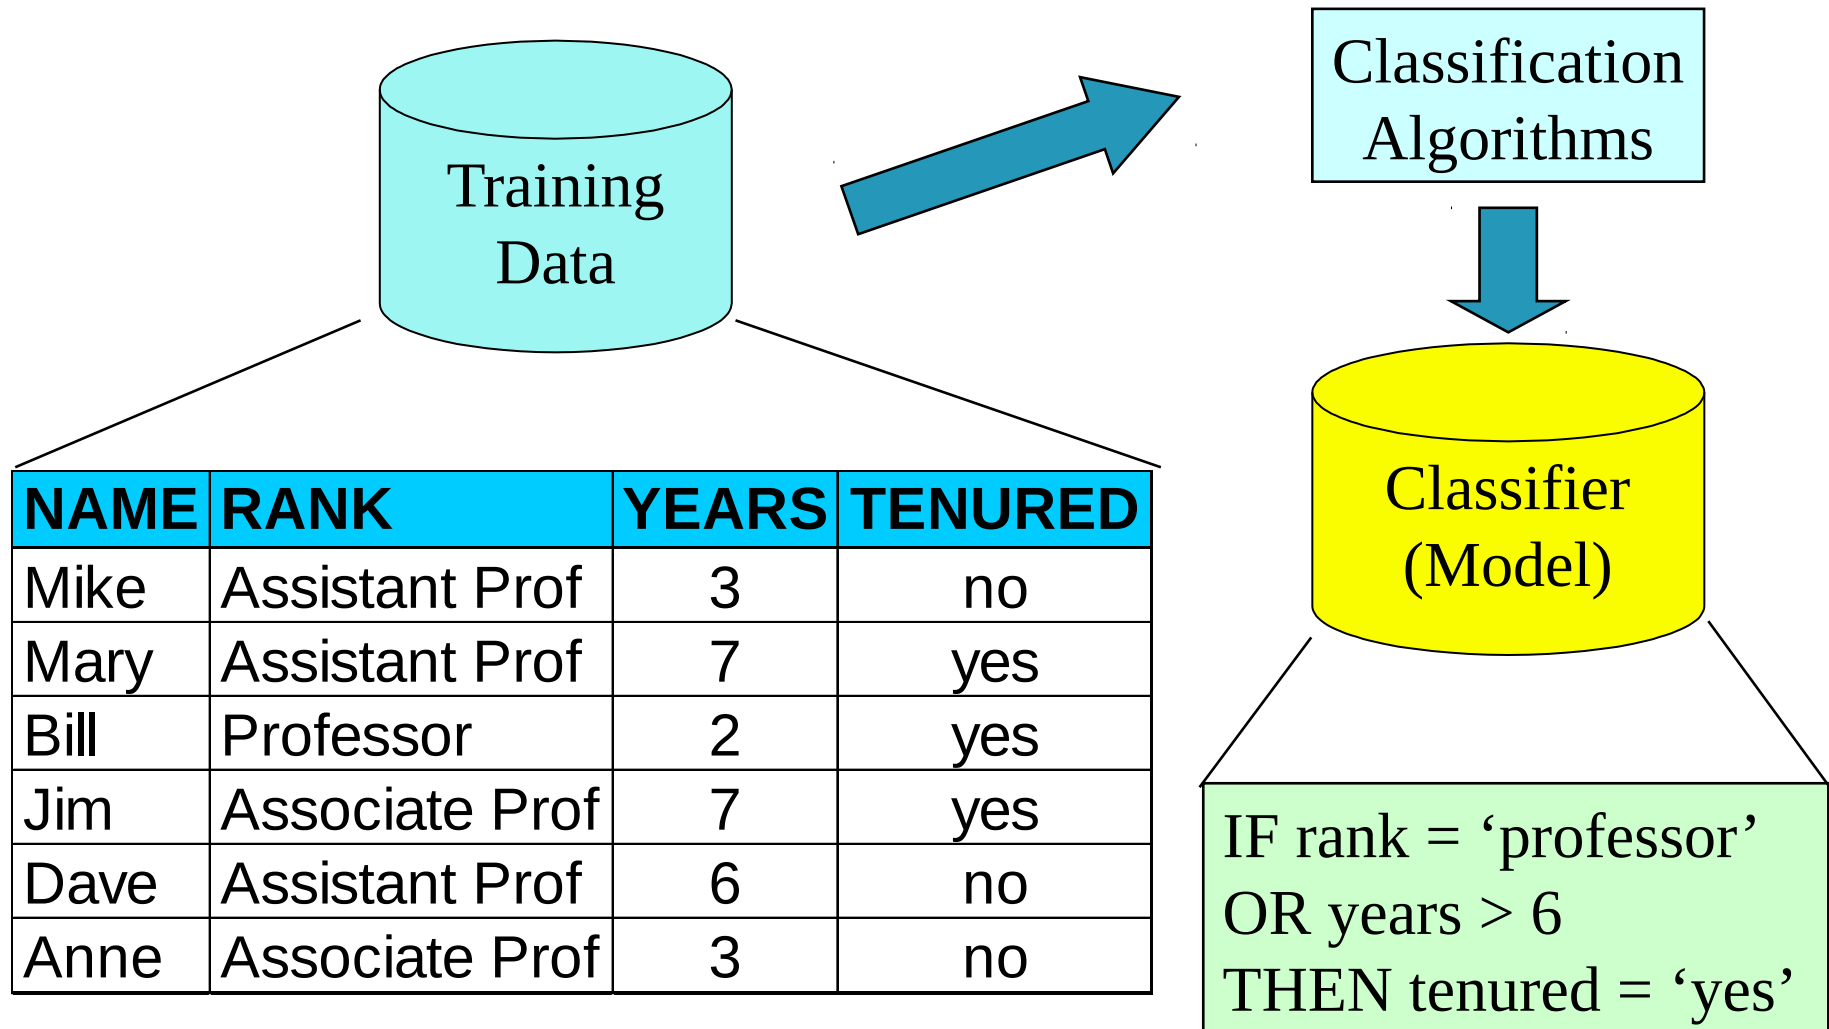 Training
Data
Classification
Algorithms
NAME RANK YEARS TENURED
Mike Assistant Prof 3 no
Mary Assistant Prof 7 yes
Bill Professor 2 yes
Jim Associate Prof 7 yes
Dave Assistant Prof 6 no
Anne Associate Prof 3 no
Classifier
(Model)
IF rank = ‘professor’
OR years > 6
THEN tenured = ‘yes’